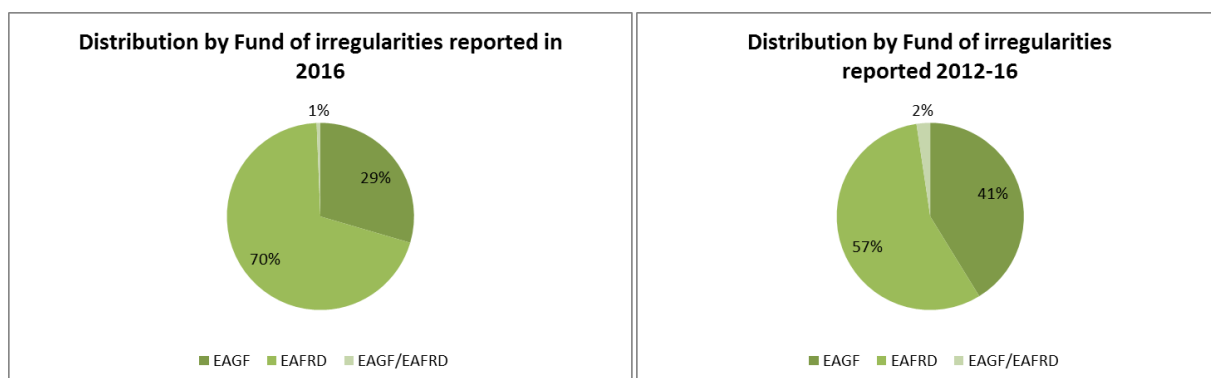 Distribution by Fund of irregularities reported in
2016
1%
29%
70%
EAGF EAFRD EAGF/EAFRD
Distribution by Fund of irregularities
reported 2012-16
2%
41%
57%
EAGF EAFRD EAGF/EAFRD